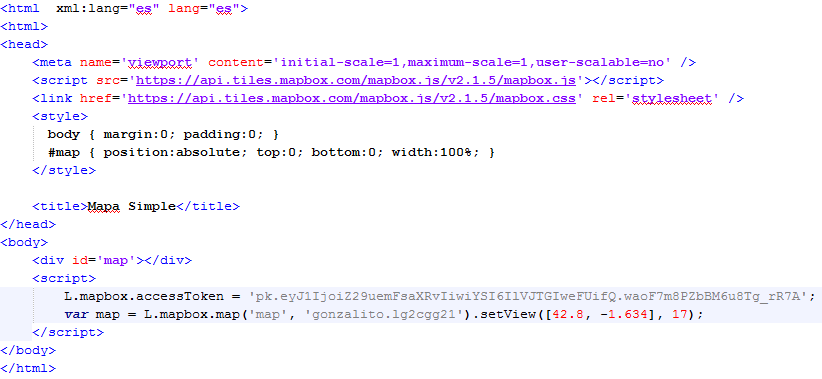 <html  xml:lang="es" lang="es">
<html>
<head>
    <meta name='viewport' content='initial-scale=1,maximum-scale=1,user-scalable=no' />
    <script src='https://api.tiles.mapbox.com/mapbox.js/v2.1.5/mapbox.js'></script>
    <link href='https://api.tiles.mapbox.com/mapbox.js/v2.1.5/mapbox.css' rel='stylesheet' />
    <style>
      body { margin:0; padding:0; }
      #map { position:absolute; top:0; bottom:0; width:100%; }
    </style>
    <title>Mapa Simple</title>
</head>
<body>
    <div id='map'></div>
    <script>
        L.mapbox.accessToken = 'pk.eyJ1IjoiZ29uemFsaXRvIiwiYSI6IlVJTGIweFUifQ.waoF7m8PZbBM6u8Tg_rR7A';
        var map = L.mapbox.map('map', 'gonzalito.lg2cgg21').setView([42.8, -1.634], 17);
    </script>
</body>
</html>